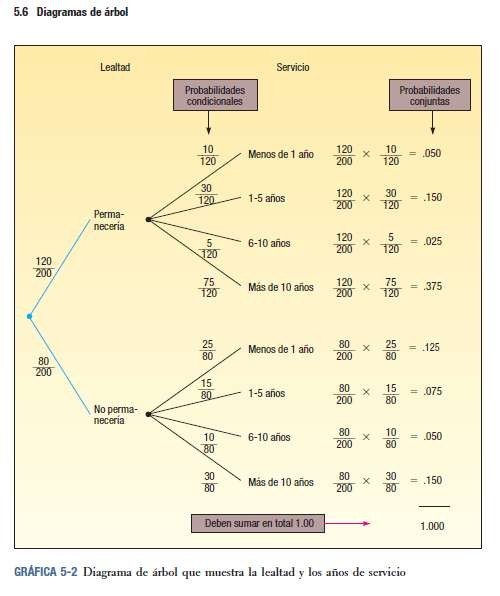 5.6 Diagramas de árbol
Lealtad Servicio
Probabilidades
condicionales
Probabilidades
conjuntas
10/120 Menos de 1 año 120/200 × 10/120 = .050
30/120 1-5 años 120/200 × 30/120 = .150
Perma-
necería
5/120 6-10 años 120/200 × 5/120 = .025
120/200
75/120 Más de 10 años 120/200 × 75/120 = .375
25/80 Menos de 1 año 80/200 × 25/80 = .125
80/200
15/80 1-5 años 80/200 × 15/80 = .075
No perma-
necería
10/80 6-10 años 80/200 × 10/80 = .050
30/80 Más de 10 años 80/200 × 30/80 = .150
Deben sumar en total 1.00 1.000
GRÁFICA 5-2 Diagrama de árbol que muestra la lealtad y los años de servicio